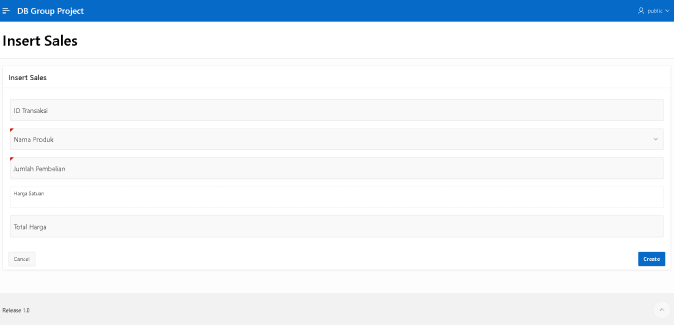 DB Group Project
public
Insert Sales
Insert Sales
ID Transaksi
Nama Produk
Jumlah Pembelian
Harga Satuan
Total Harga
Cancel
Create
Release 1.0